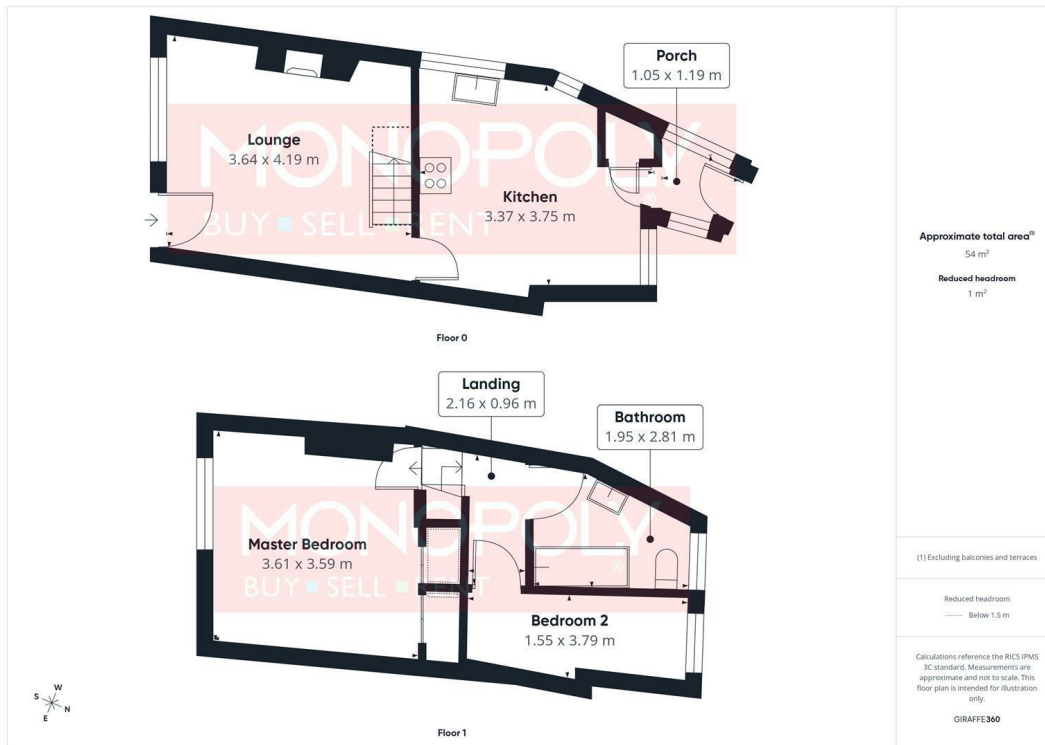 Porch
1.05 x 1.19 m
Lounge
3.64 x 4.19 m
Kitchen
3.37 x 3.75 m
MONOPOLY
BUY SELL RENT
Floor 0
Landing
2.16 x 0.96 m
Bathroom
1.95 x 2.81 m
Master Bedroom
3.61 x 3.59 m
Bedroom 2
1.55 x 3.79 m
MONOPOLY
BUY SELL RENT
Floor 1
W
S
N
E
Approximate total area(1)
54 m²
Reduced headroom
1 m²
(1) Excluding balconies and terraces
Reduced headroom
Below 1.5 m
Calculations reference the RICS IPMS
3C standard. Measurements are
approximate and not to scale. This
floor plan is intended for illustration
only.
GIRAFFE360